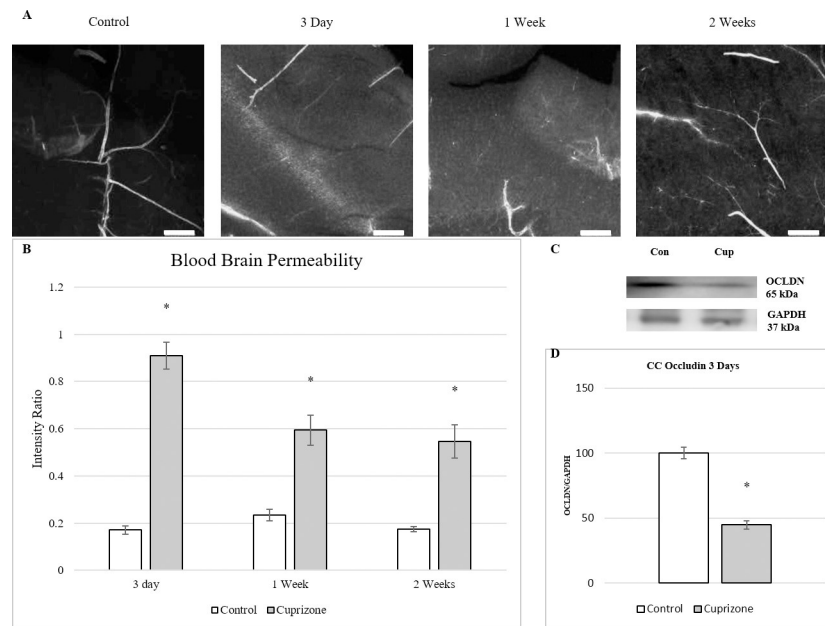 A
Control
3 Day
1 Week
2 Weeks
B
Blood Brain Permeability
1.2
1
0.8
0.6
0.4
0.2
0
Intensity Ratio
*
*
*
3 day
1 Week
2 Weeks
Control
Cuprizone
C
Con
Cup
OCLDN
65 kDa
GAPDH
37 kDa
D
CC Occludin 3 Days
150
100
50
0
OCLDN/GAPDH
*
Control
Cuprizone